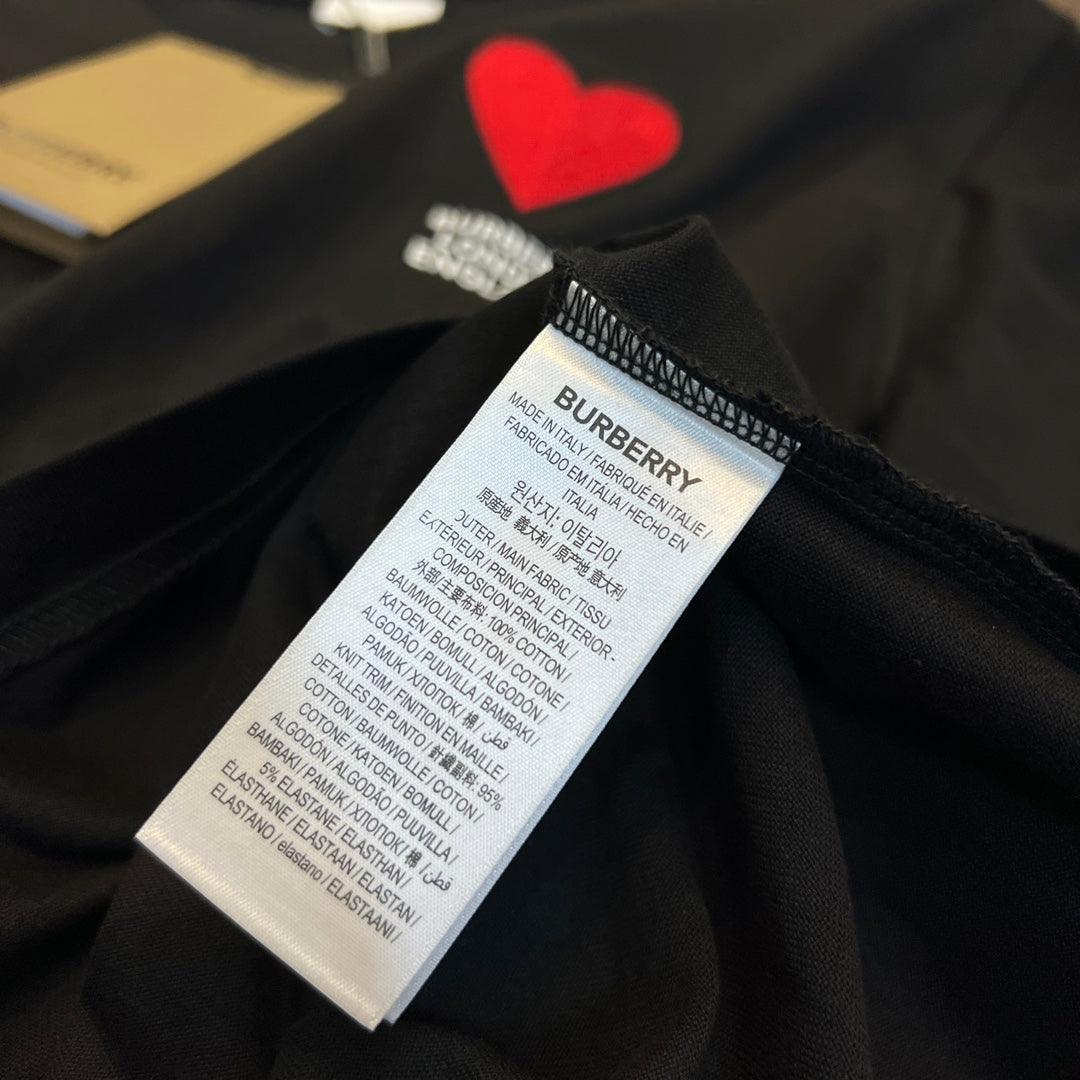 BURBERRY
MADE IN ITALY / FABRIQUE EN ITALIE /
FABRICADO EM ITÁLIA / HECHO EN
ITALIA
원산지: 이탈리아
原産地 義大利 / 原产地 意大利
OUTER / MAIN FABRIC / TISSU
EXTÉRIEUR / PRINCIPAL / EXTERIOR -
COMPOSICION PRINCIPAL /
外部/主要布料: 100% COTTON /
BAUMWOLLE / COTON / COTONE /
KATOEN / BOMULL / ALGODÓN /
ALGODÃO / PUUVILLA / BAMBAKI /
PAMUK / ХЛОПОК/ 棉 / قطن
KNIT TRIM / FINITION EN MAILLE /
DETALLES DE PUNTO / 針織副料: 95%
COTTON / BAUMWOLLE / COTON /
COTONE / KATOEN / BOMULL /
ALGODÓN / ALGODÃO / PUUVILLA /
BAMBAKI / PAMUK / ХЛОПОК/ 棉 / قطن
5% ELASTANE / ELASTHAN /
ÉLASTHANE / ELASTAAN / ELASTAN /
ELASTANO / elastano / ELASTAANI /